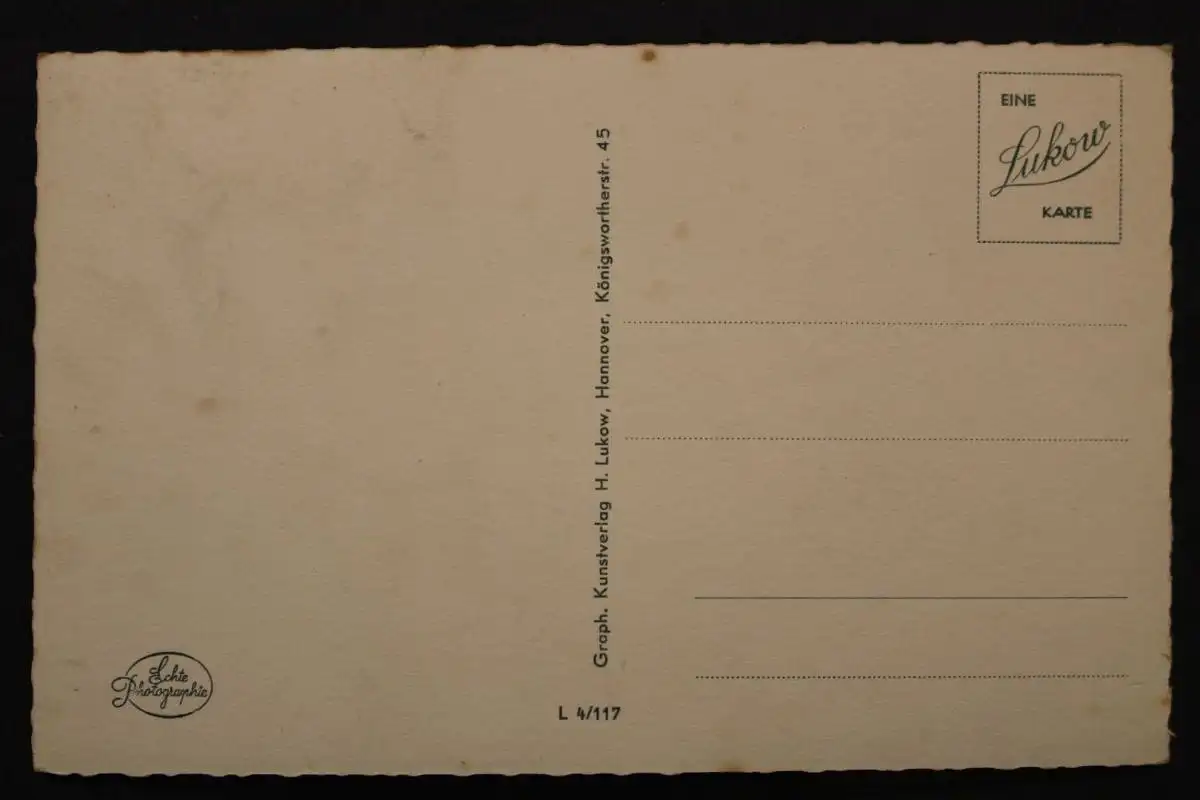 EINE
Lukow
KARTE
Graph. Kunstverlag H. Lukow, Hannover, Königswortherstr. 45
Echte
Photographie
L 4/117